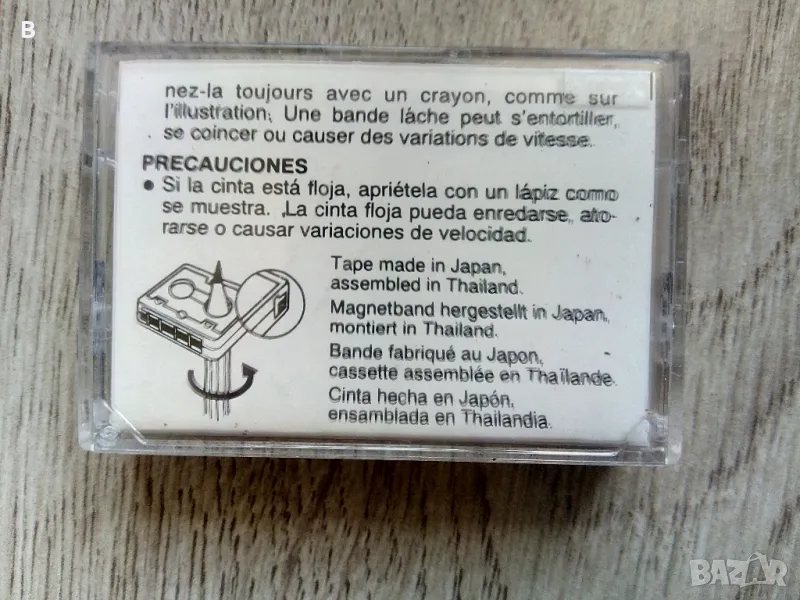 B
nez-la toujours avec un crayon, comme sur
l'illustration. Une bande lâche peut s'entortiller,
se coincer ou causer des variations de vitesse.
PRECAUCIONES
● Si la cinta está floja, apriétela con un lápiz como
se muestra. La cinta floja pueda enredarse, ato-
rarse o causar variaciones de velocidad.
Tape made in Japan,
assembled in Thailand.
Magnetband hergestellt in Japan,
montiert in Thailand.
Bande fabriqué au Japon,
cassette assemblée en Thaïlande.
Cinta hecha en Japón,
ensamblada en Thailandia.
BAZAR